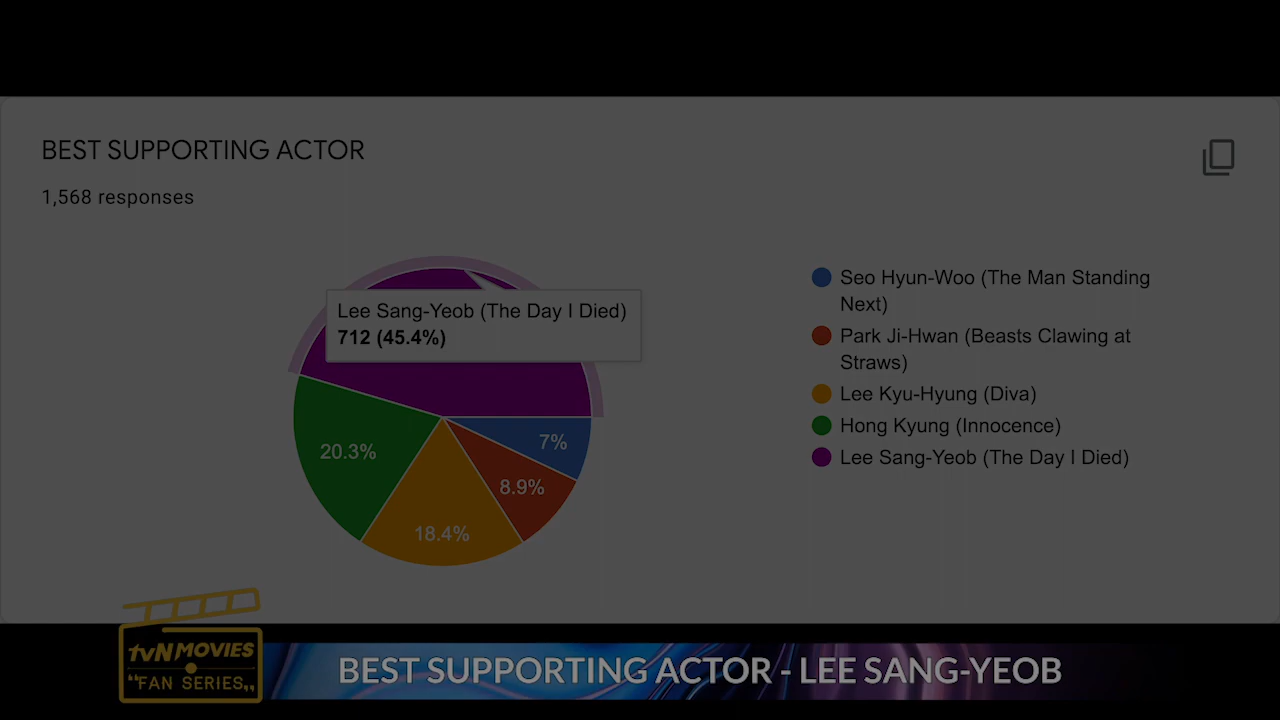 BEST SUPPORTING ACTOR
1,568 responses
Lee Sang-Yeob (The Day I Died)
712 (45.4%)
20.3%
18.4%
8.9%
7%
Seo Hyun-Woo (The Man Standing
Next)
Park Ji-Hwan (Beasts Clawing at
Straws)
Lee Kyu-Hyung (Diva)
Hong Kyung (Innocence)
Lee Sang-Yeob (The Day I Died)
tvN MOVIES
"FAN SERIES„
BEST SUPPORTING ACTOR - LEE SANG-YEOB